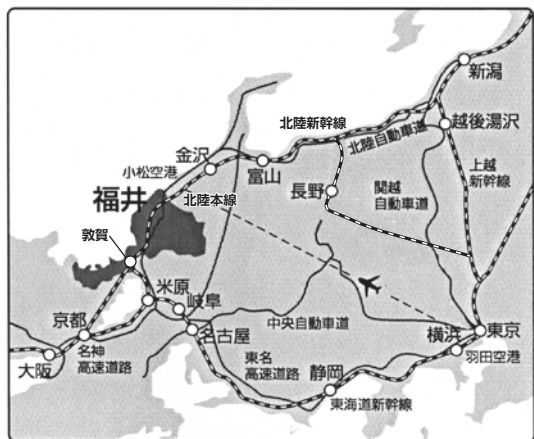 新潟
北陸新幹線
北陸自動車道
越後湯沢
金沢
小松空港
富山
長野
関越
自動車道
上越
新幹線
福井
北陸本線
敦賀
米原
岐阜
京都
名古屋
中央自動車道
横浜
東京
羽田空港
大阪
名神
高速道路
東名
高速道路
静岡
東海道新幹線